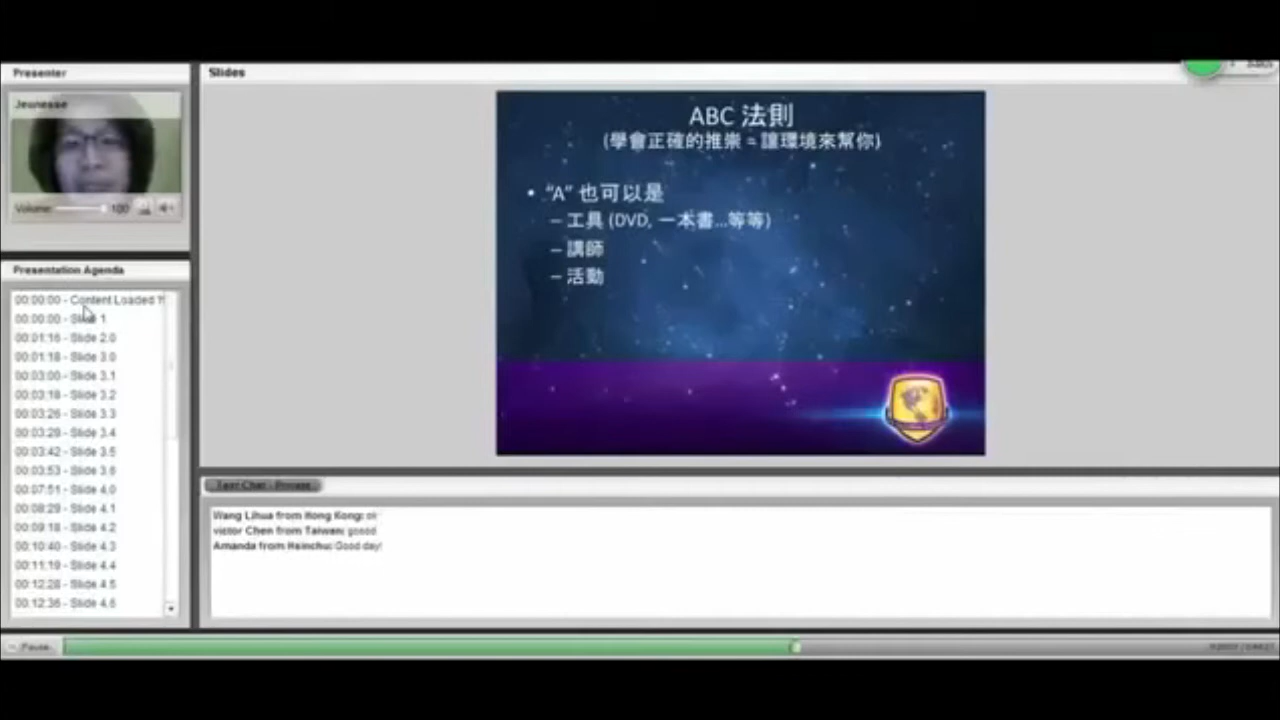 Presenter
Slides
Jeunesse
Volume: 100
ABC 法則
(學會正確的推崇 = 讓環境來幫你)
• “A” 也可以是
– 工具 (DVD, 一本書...等等)
– 講師
– 活動
Presentation Agenda
00:00:00 - Content Loaded
00:00:00 - Slide 1
00:01:16 - Slide 2.0
00:01:18 - Slide 3.0
00:03:00 - Slide 3.1
00:03:18 - Slide 3.2
00:03:26 - Slide 3.3
00:03:28 - Slide 3.4
00:03:42 - Slide 3.5
00:03:53 - Slide 3.6
00:07:51 - Slide 4.0
00:08:29 - Slide 4.1
00:09:18 - Slide 4.2
00:10:40 - Slide 4.3
00:11:19 - Slide 4.4
00:12:28 - Slide 4.5
00:12:36 - Slide 4.6
Text Chat - Private
Wang Lihua from Hong Kong: ok
victor Chen from Taiwan: goood
Amanda from Hsinchu: Good day!
Pause